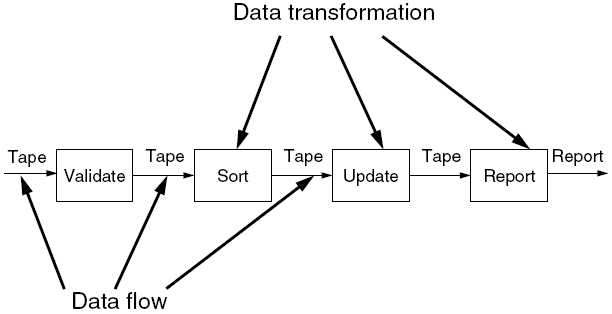 Data transformation
Tape
Validate
Tape
Sort
Tape
Update
Tape
Report
Report
Data flow